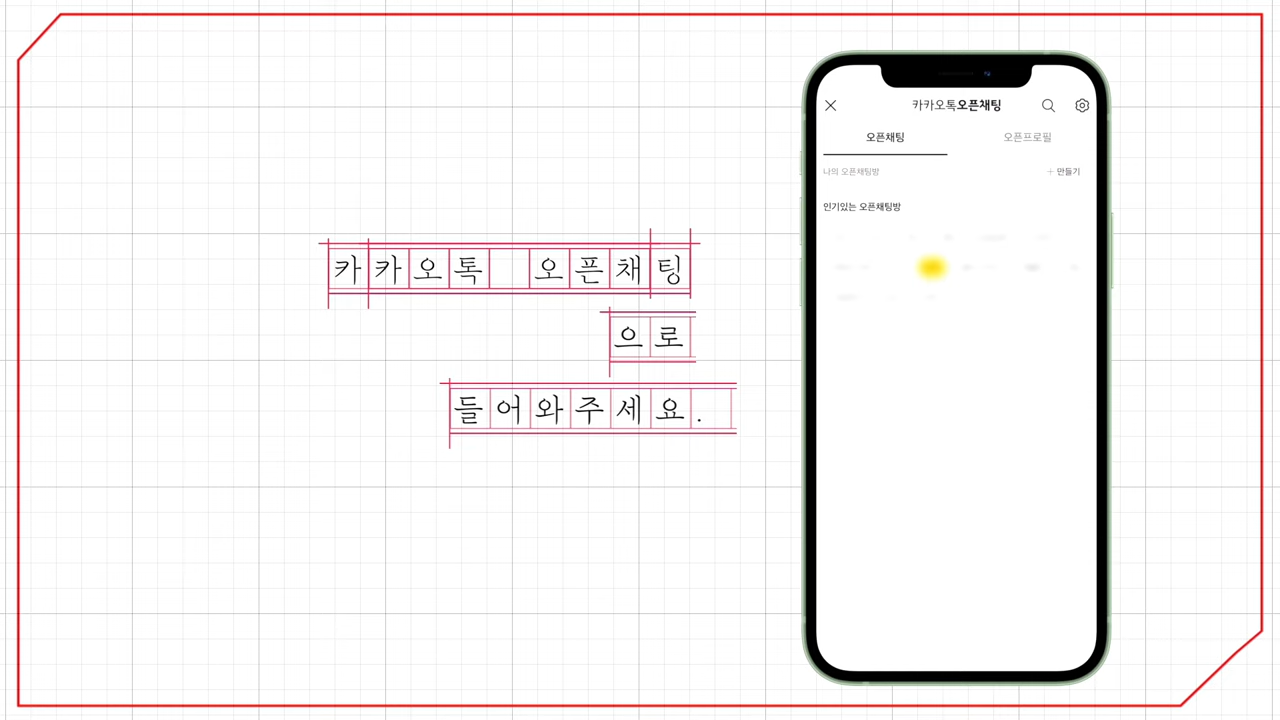 카카오톡 오픈채팅
으로
들어와주세요.
카카오톡오픈채팅
오픈채팅 오픈프로필
나의 오픈채팅방 + 만들기
인기있는 오픈채팅방